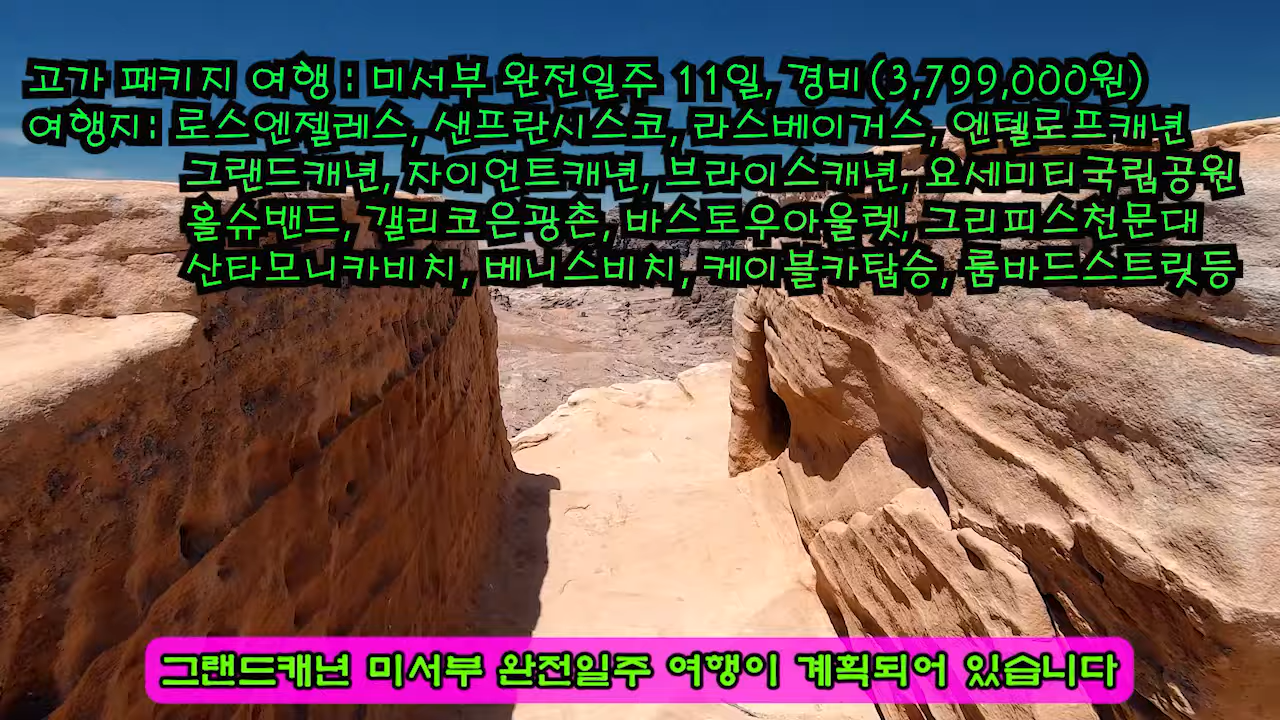 고가 패키지 여행 : 미서부 완전일주 11일, 경비(3,799,000원)
여행지: 로스엔젤레스, 샌프란시스코, 라스베이거스, 엔텔로프캐년
그랜드캐년, 자이언트캐년, 브라이스캐년, 요세미티국립공원
홀슈밴드, 갤리코은광촌, 바스토우아울렛, 그리피스천문대
산타모니카비치, 베니스비치, 케이블카탑승, 룸바드스트릿등
그랜드캐년 미서부 완전일주 여행이 계획되어 있습니다